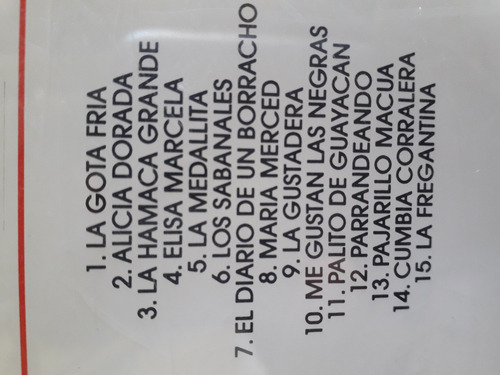 1. LA GOTA FRIA
2. ALICIA DORADA
3. LA HAMACA GRANDE
4. ELISA MARCELA
5. LA MEDALLITA
6. LOS SABANALES
7. EL DIARIO DE UN BORRACHO
8. MARIA MERCED
9. LA GUSTADERA
10. ME GUSTAN LAS NEGRAS
11. PALITO DE GUAYACAN
12. PARRANDEANDO
13. PAJARILLO MACUA
14. CUMBIA CORRALERA
15. LA FREGANTINA